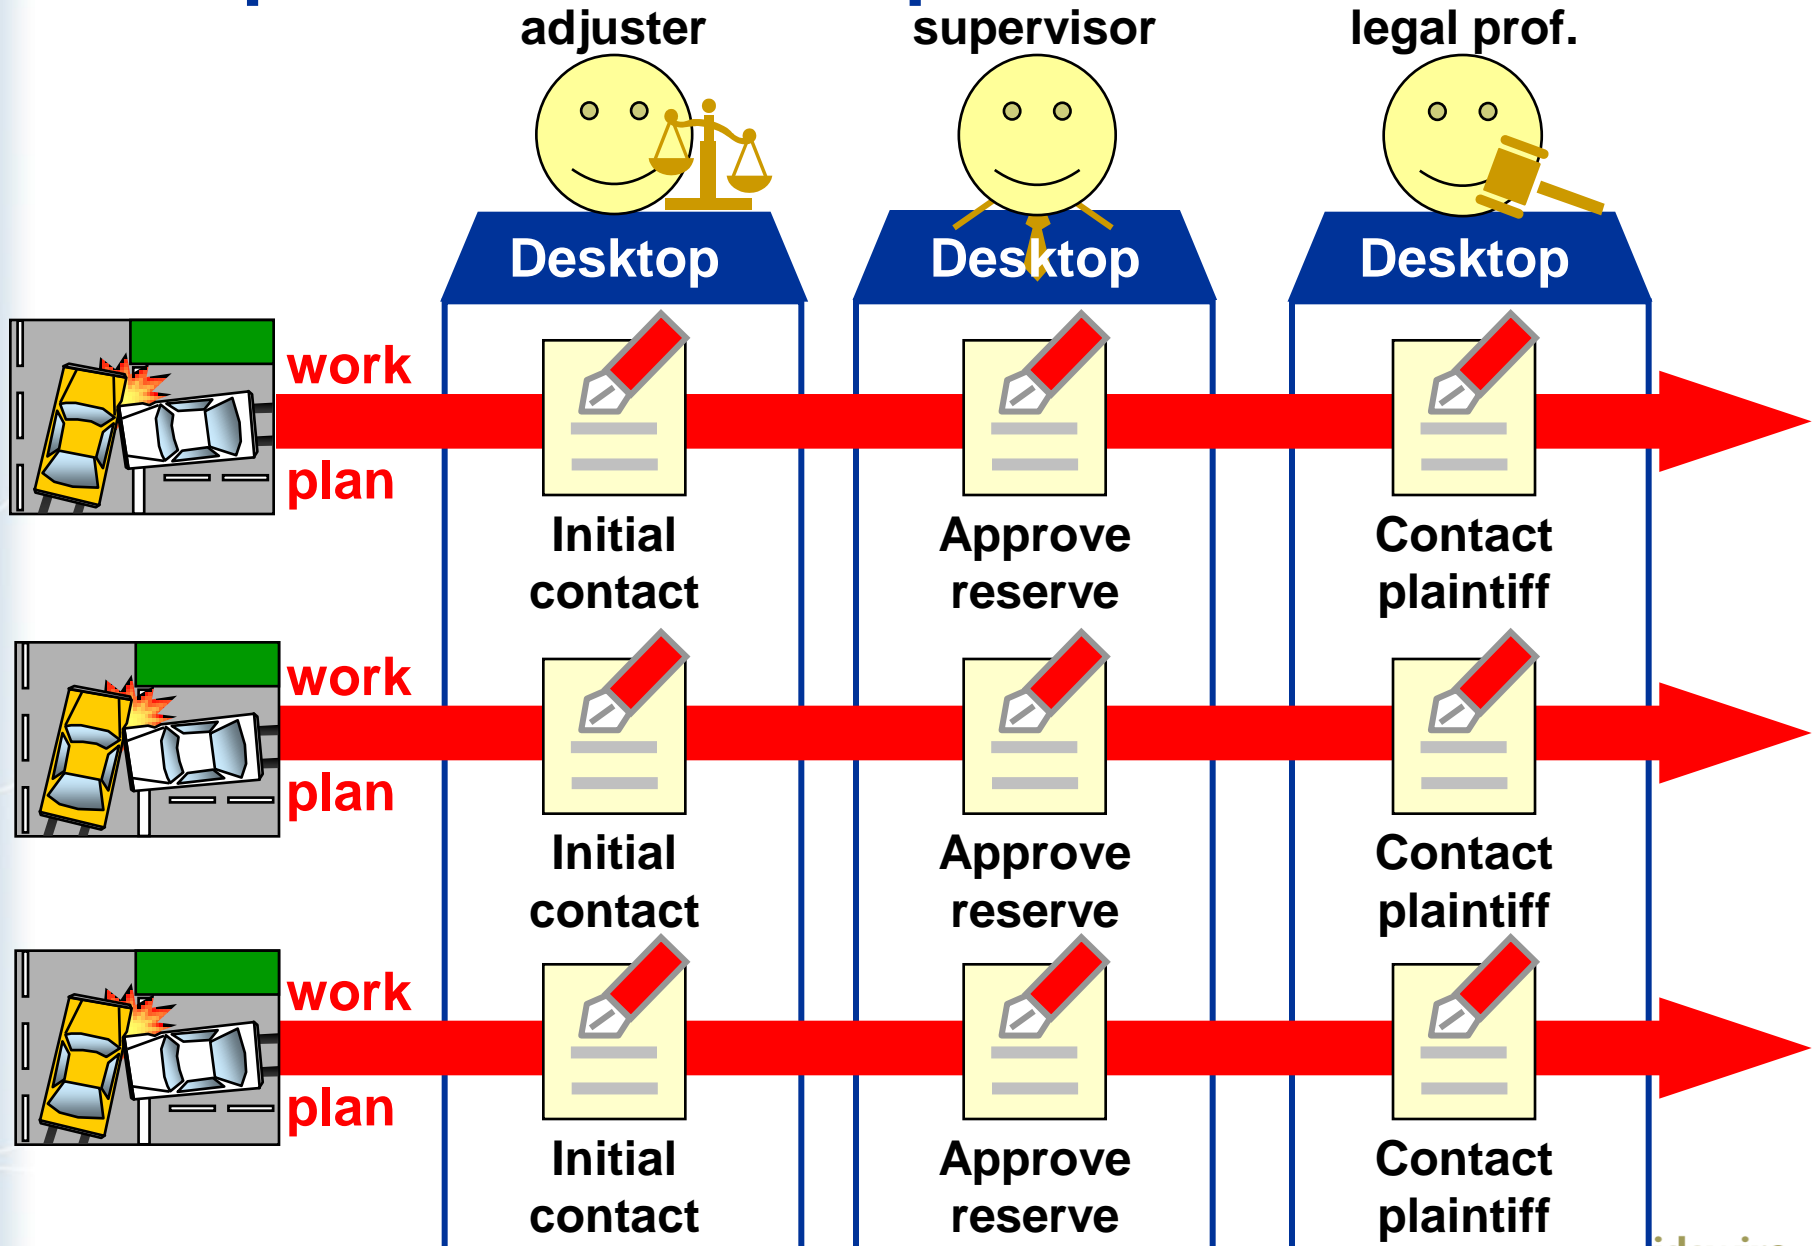 adjuster supervisor legal prof.
Desktop Desktop Desktop
work
plan
Initial Approve Contact
contact reserve plaintiff
work
plan
Initial Approve Contact
contact reserve plaintiff
work
plan
Initial Approve Contact
contact reserve plaintiff